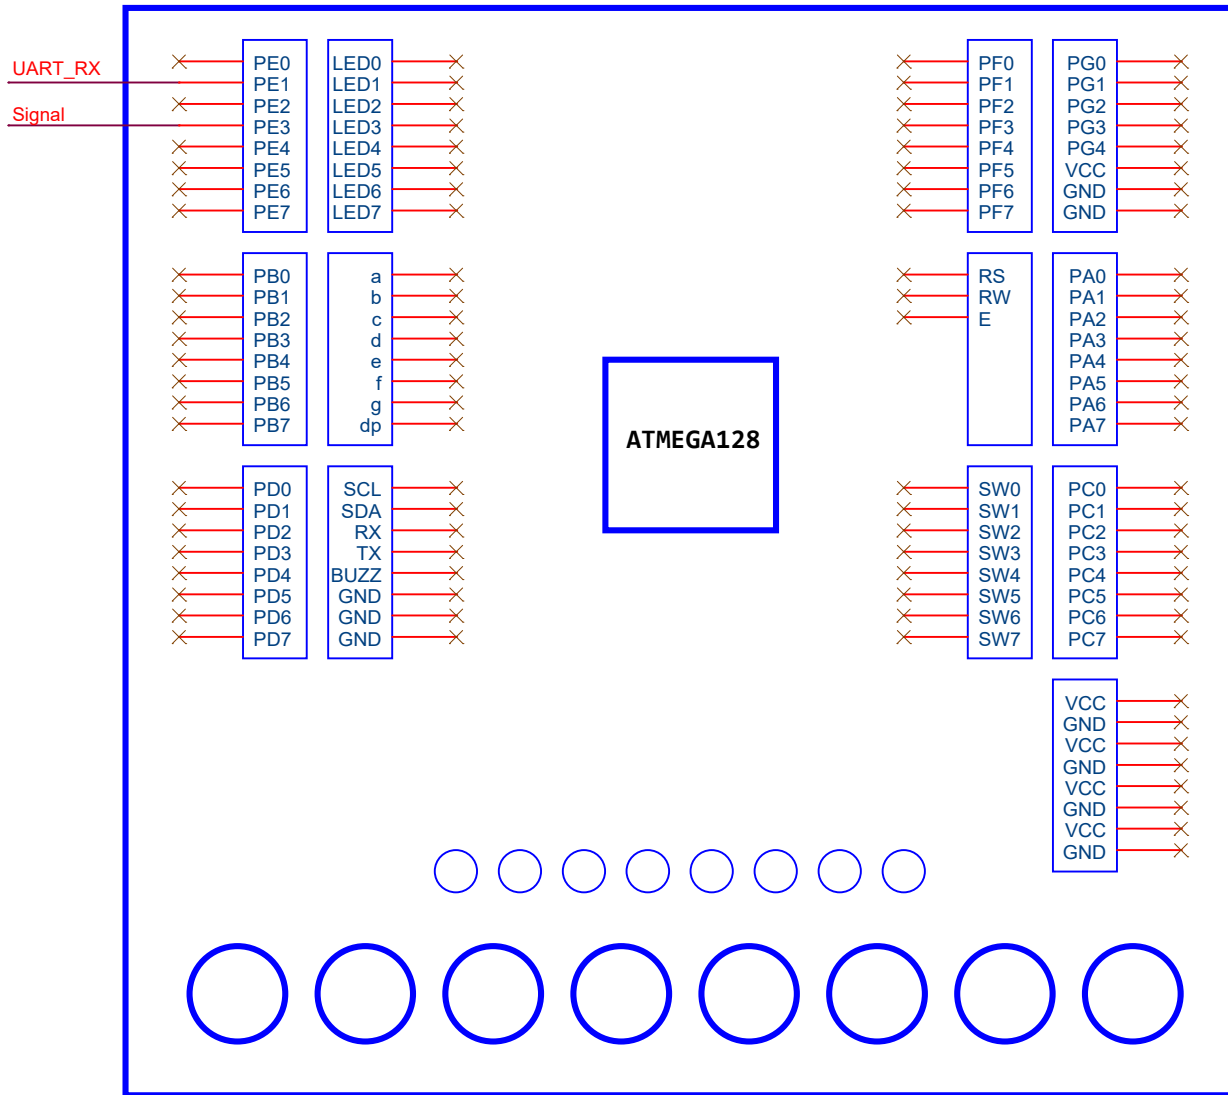 UART_RX
Signal
PE0 LED0
PE1 LED1
PE2 LED2
PE3 LED3
PE4 LED4
PE5 LED5
PE6 LED6
PE7 LED7
PF0 PG0
PF1 PG1
PF2 PG2
PF3 PG3
PF4 PG4
PF5 VCC
PF6 GND
PF7 GND
PB0 a
PB1 b
PB2 c
PB3 d
PB4 e
PB5 f
PB6 g
PB7 dp
RS PA0
RW PA1
E PA2
PA3
PA4
PA5
PA6
PA7
ATMEGA128
PD0 SCL
PD1 SDA
PD2 RX
PD3 TX
PD4 BUZZ
PD5 GND
PD6 GND
PD7 GND
SW0 PC0
SW1 PC1
SW2 PC2
SW3 PC3
SW4 PC4
SW5 PC5
SW6 PC6
SW7 PC7
VCC
GND
VCC
GND
VCC
GND
VCC
GND